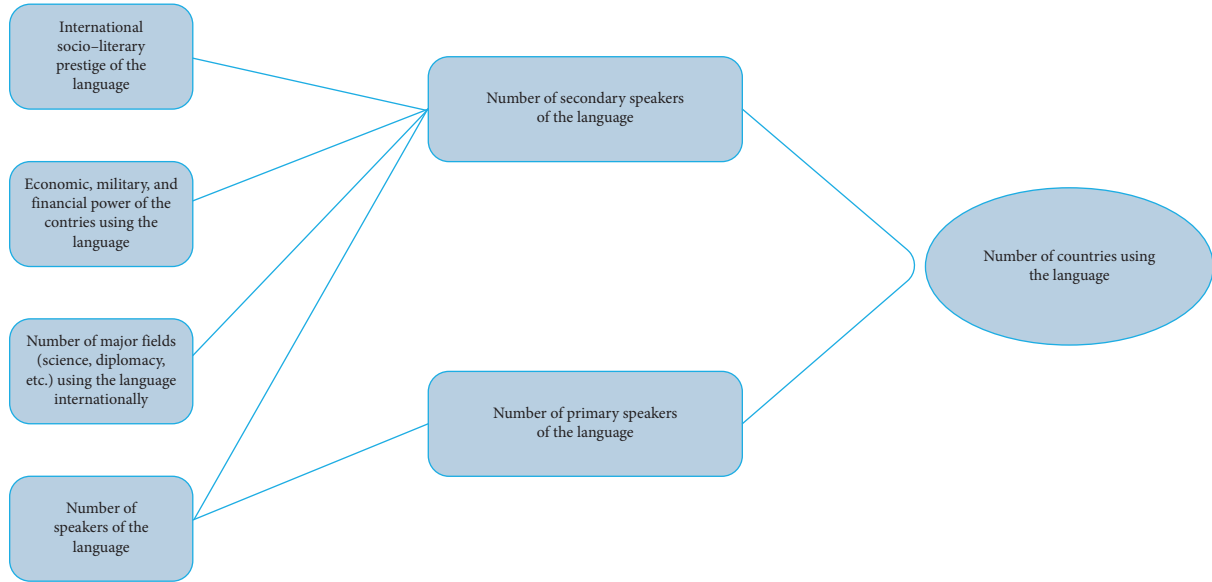 International
socio–literary
prestige of the
language
Economic, military, and
financial power of the
contries using the
language
Number of major fields
(science, diplomacy,
etc.) using the language
internationally
Number of
speakers of the
language
Number of secondary speakers
of the language
Number of primary speakers
of the language
Number of countries using
the language